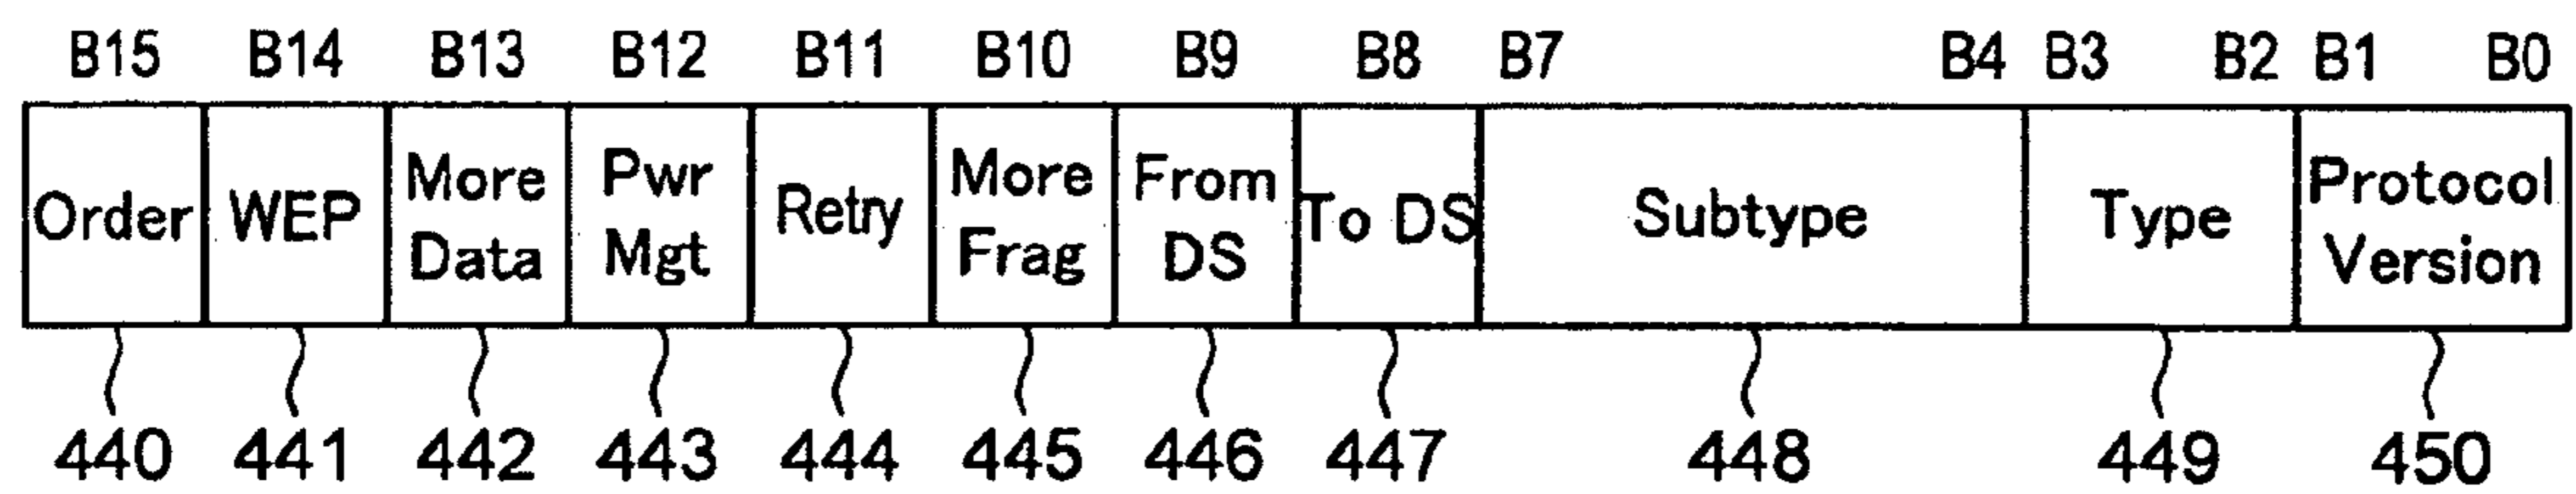 B15 B14 B13 B12 B11 B10 B9 B8 B7 B4 B3 B2 B1 B0
Order WEP More Data Pwr Mgt Retry More Frag From DS To DS Subtype Type Protocol Version
440 441 442 443 444 445 446 447 448 449 450